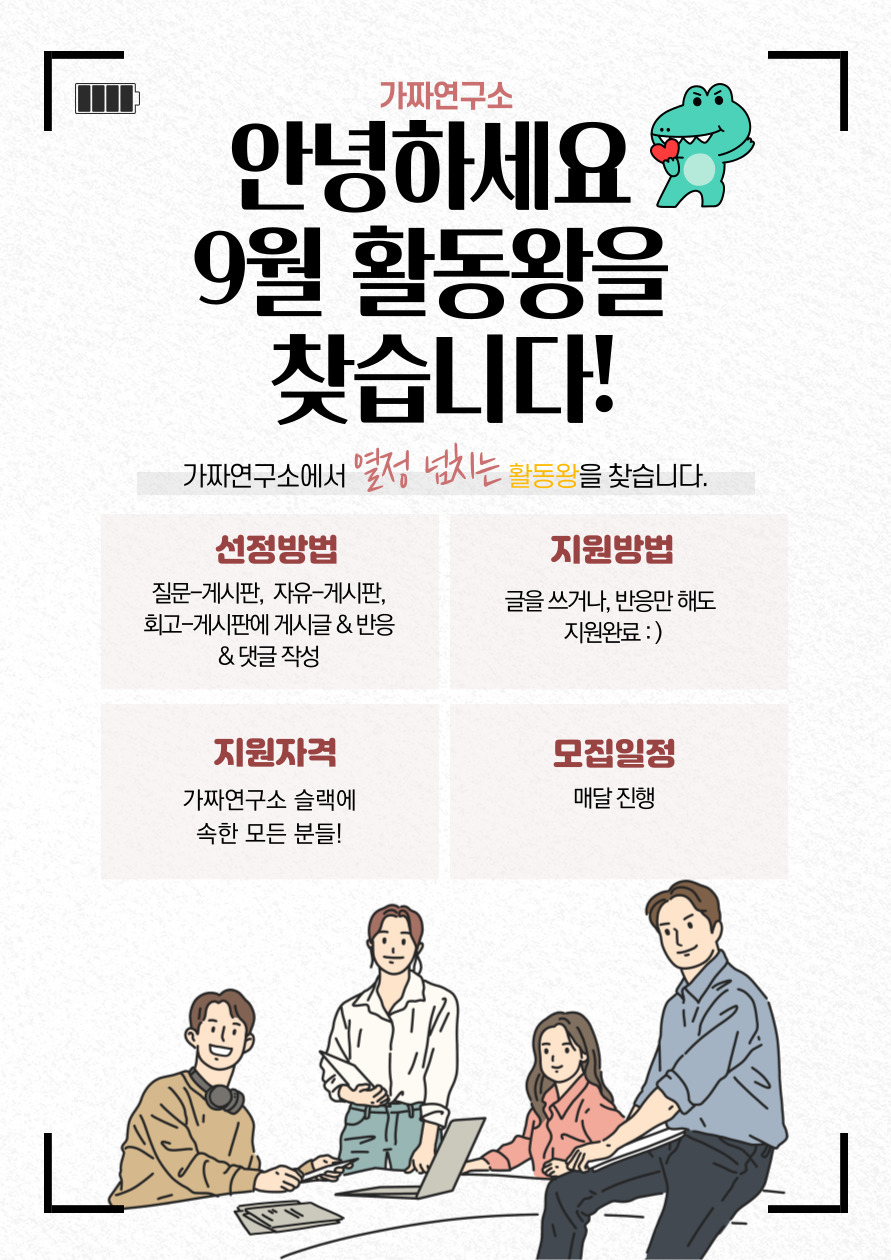 가짜연구소
안녕하세요
9월 활동왕을
찾습니다!
가짜연구소에서 열정 넘치는 활동왕을 찾습니다.
선정방법
질문-게시판, 자유-게시판,
회고-게시판에 게시글 & 반응
& 댓글 작성
지원방법
글을 쓰거나, 반응만 해도
지원완료 : )
지원자격
가짜연구소 슬랙에
속한 모든 분들!
모집일정
매달 진행